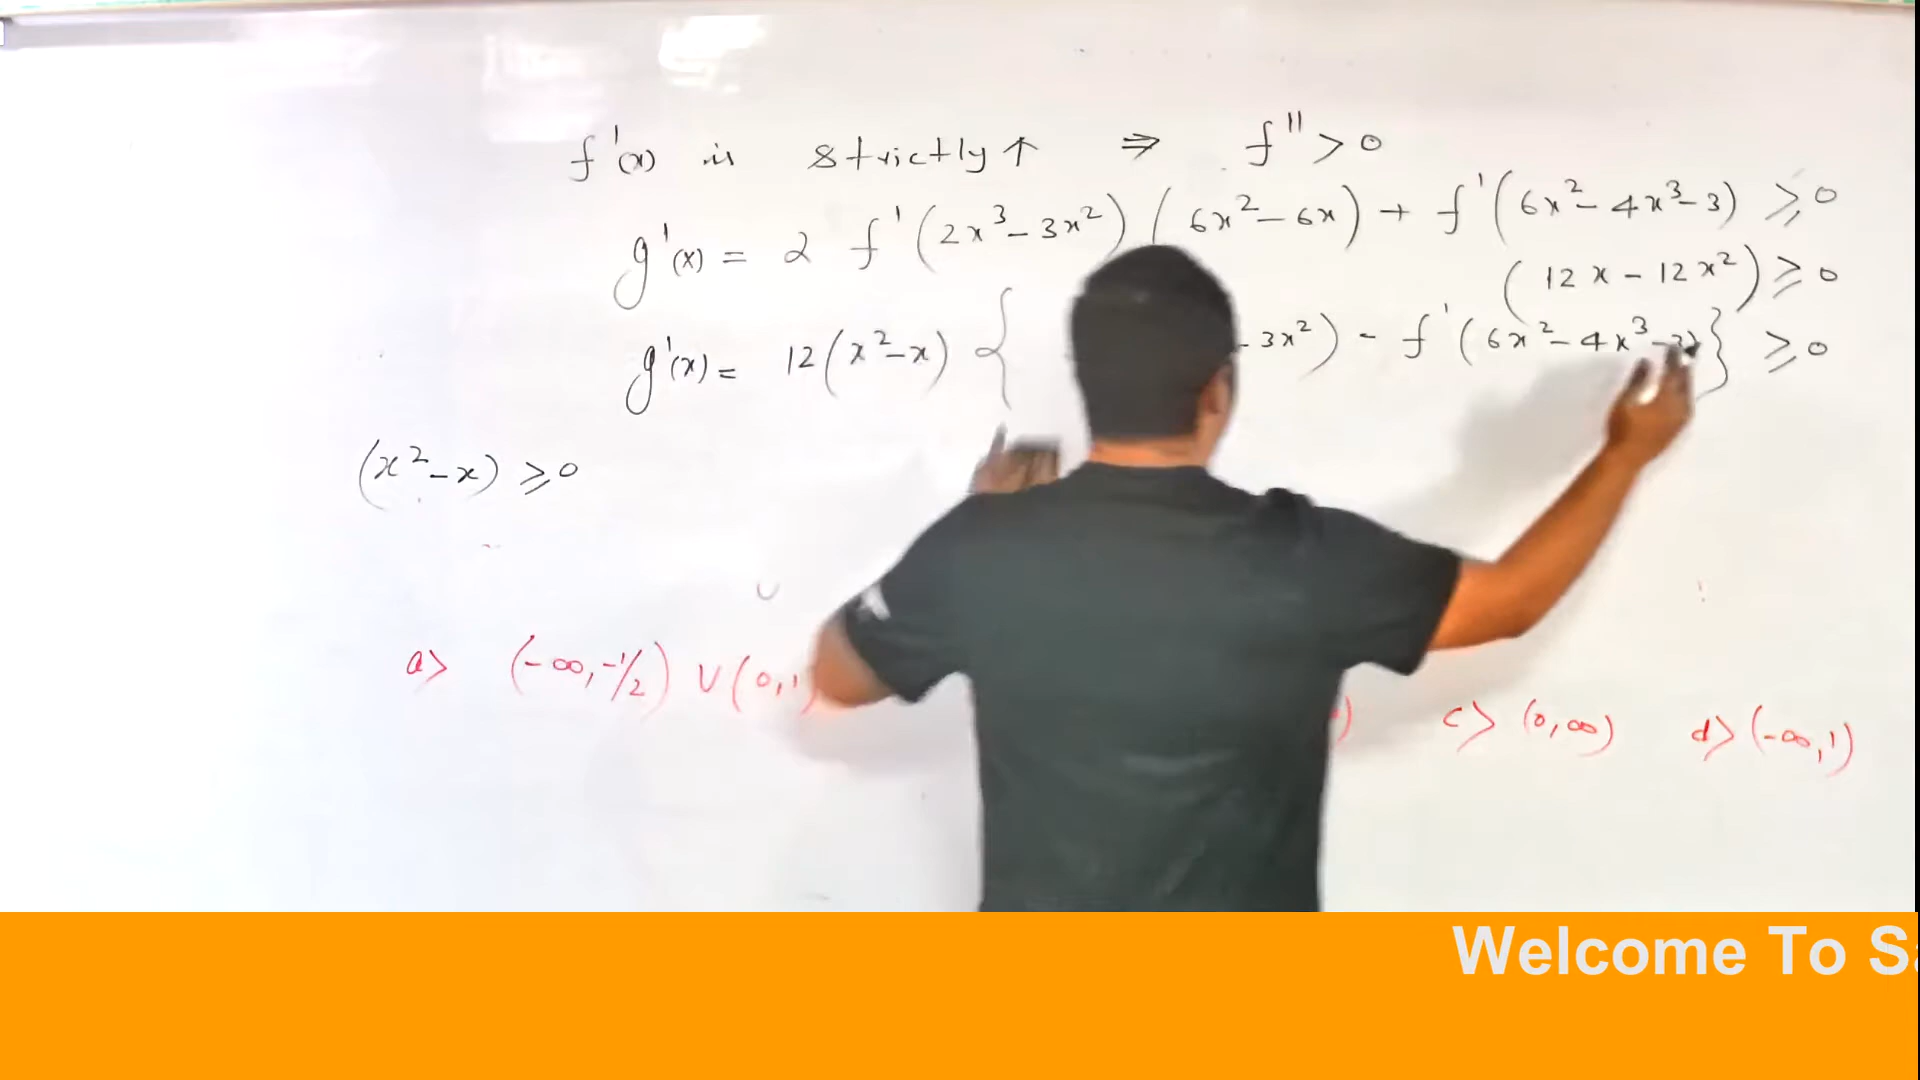 f'(x) is strictly ↑ ⇒ f'' > 0
g'(x) = 2 f'(2x³ - 3x²) (6x² - 6x) + f'(6x² - 4x³ - 3) ≥ 0
(12x - 12x²) ≥ 0
g'(x) = 12(x² - x) { - 3x²) - f'(6x² - 4x³ - } ≥ 0
(x² - x) ≥ 0
a> (-∞, -1/2) ∪ (0, 1 ) c> (0, ∞) d> (-∞, 1)
Welcome To